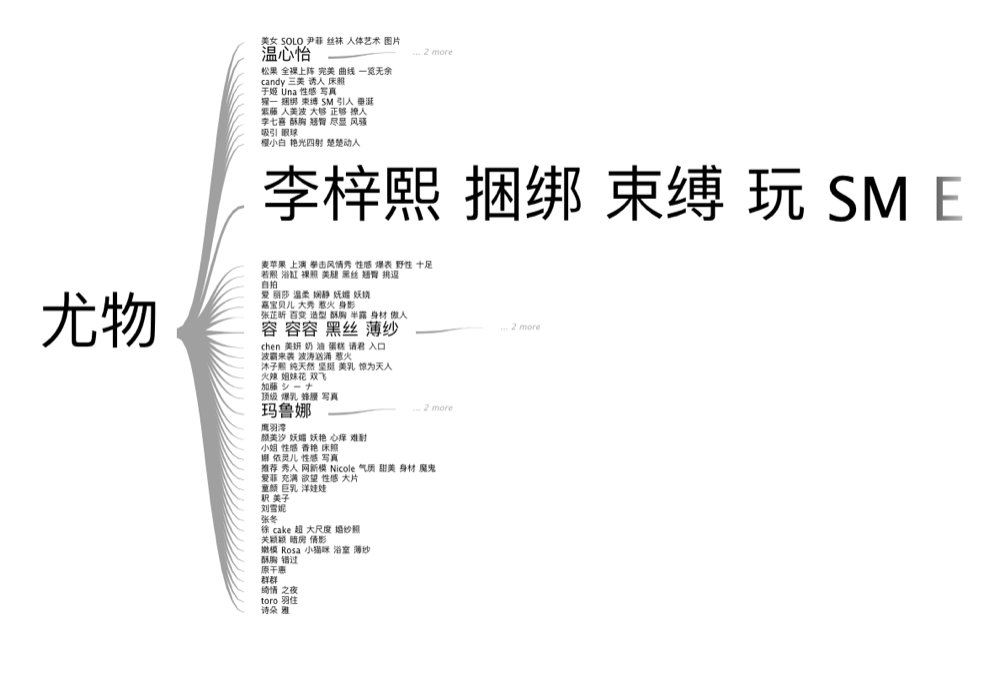 美女 SOLO 尹菲 丝袜 人体艺术 图片
温心怡 ... 2 more
松果 全裸上阵 完美 曲线 一览无余
candy 三美 诱人 床照
于姬 Una 性感 写真
猩一 捆绑 束缚 SM 引人 垂涎
紫藤 人美波 大够 正够 撩人
李七喜 酥胸 翘臀 尽显 风骚
吸引 眼球
樱小白 艳光四射 楚楚动人
李梓熙 捆绑 束缚 玩 SM E
麦苹果 上演 拳击风情秀 性感 爆表 野性 十足
若熙 浴缸 裸照 美腿 黑丝 翘臀 挑逗
自拍
爱 丽莎 温柔 娴静 妩媚 妖娆
嘉宝贝儿 大秀 惹火 身影
张芷昕 百变 造型 酥胸 半露 身材 傲人
尤物
容 容容 黑丝 薄纱 ... 2 more
chen 美妍 奶 油 蛋糕 请君 入口
波霸来袭 波涛汹涌 惹火
沐子熙 纯天然 坚挺 美乳 惊为天人
火辣 姐妹花 双飞
加藤 シ ー ナ
顶级 爆乳 蜂腰 写真
玛鲁娜 ... 2 more
鹰羽澪
颜美汐 妖媚 妖艳 心痒 难耐
小姐 性感 香艳 床照
娜 依灵儿 性感 写真
推荐 秀人 网新模 Nicole 气质 甜美 身材 魔鬼
爱菲 充满 欲望 性感 大片
童颜 巨乳 洋娃娃
釈 美子
刘雪妮
张冬
徐 cake 超 大尺度 婚纱照
关颖颖 暗房 倩影
嫩模 Rosa 小猫咪 浴室 薄纱
酥胸 错过
原干惠
群群
绮情 之夜
toro 羽住
诗朵 雅